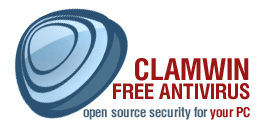 CLAMWIN
FREE ANTIVIRUS
open source security for your PC